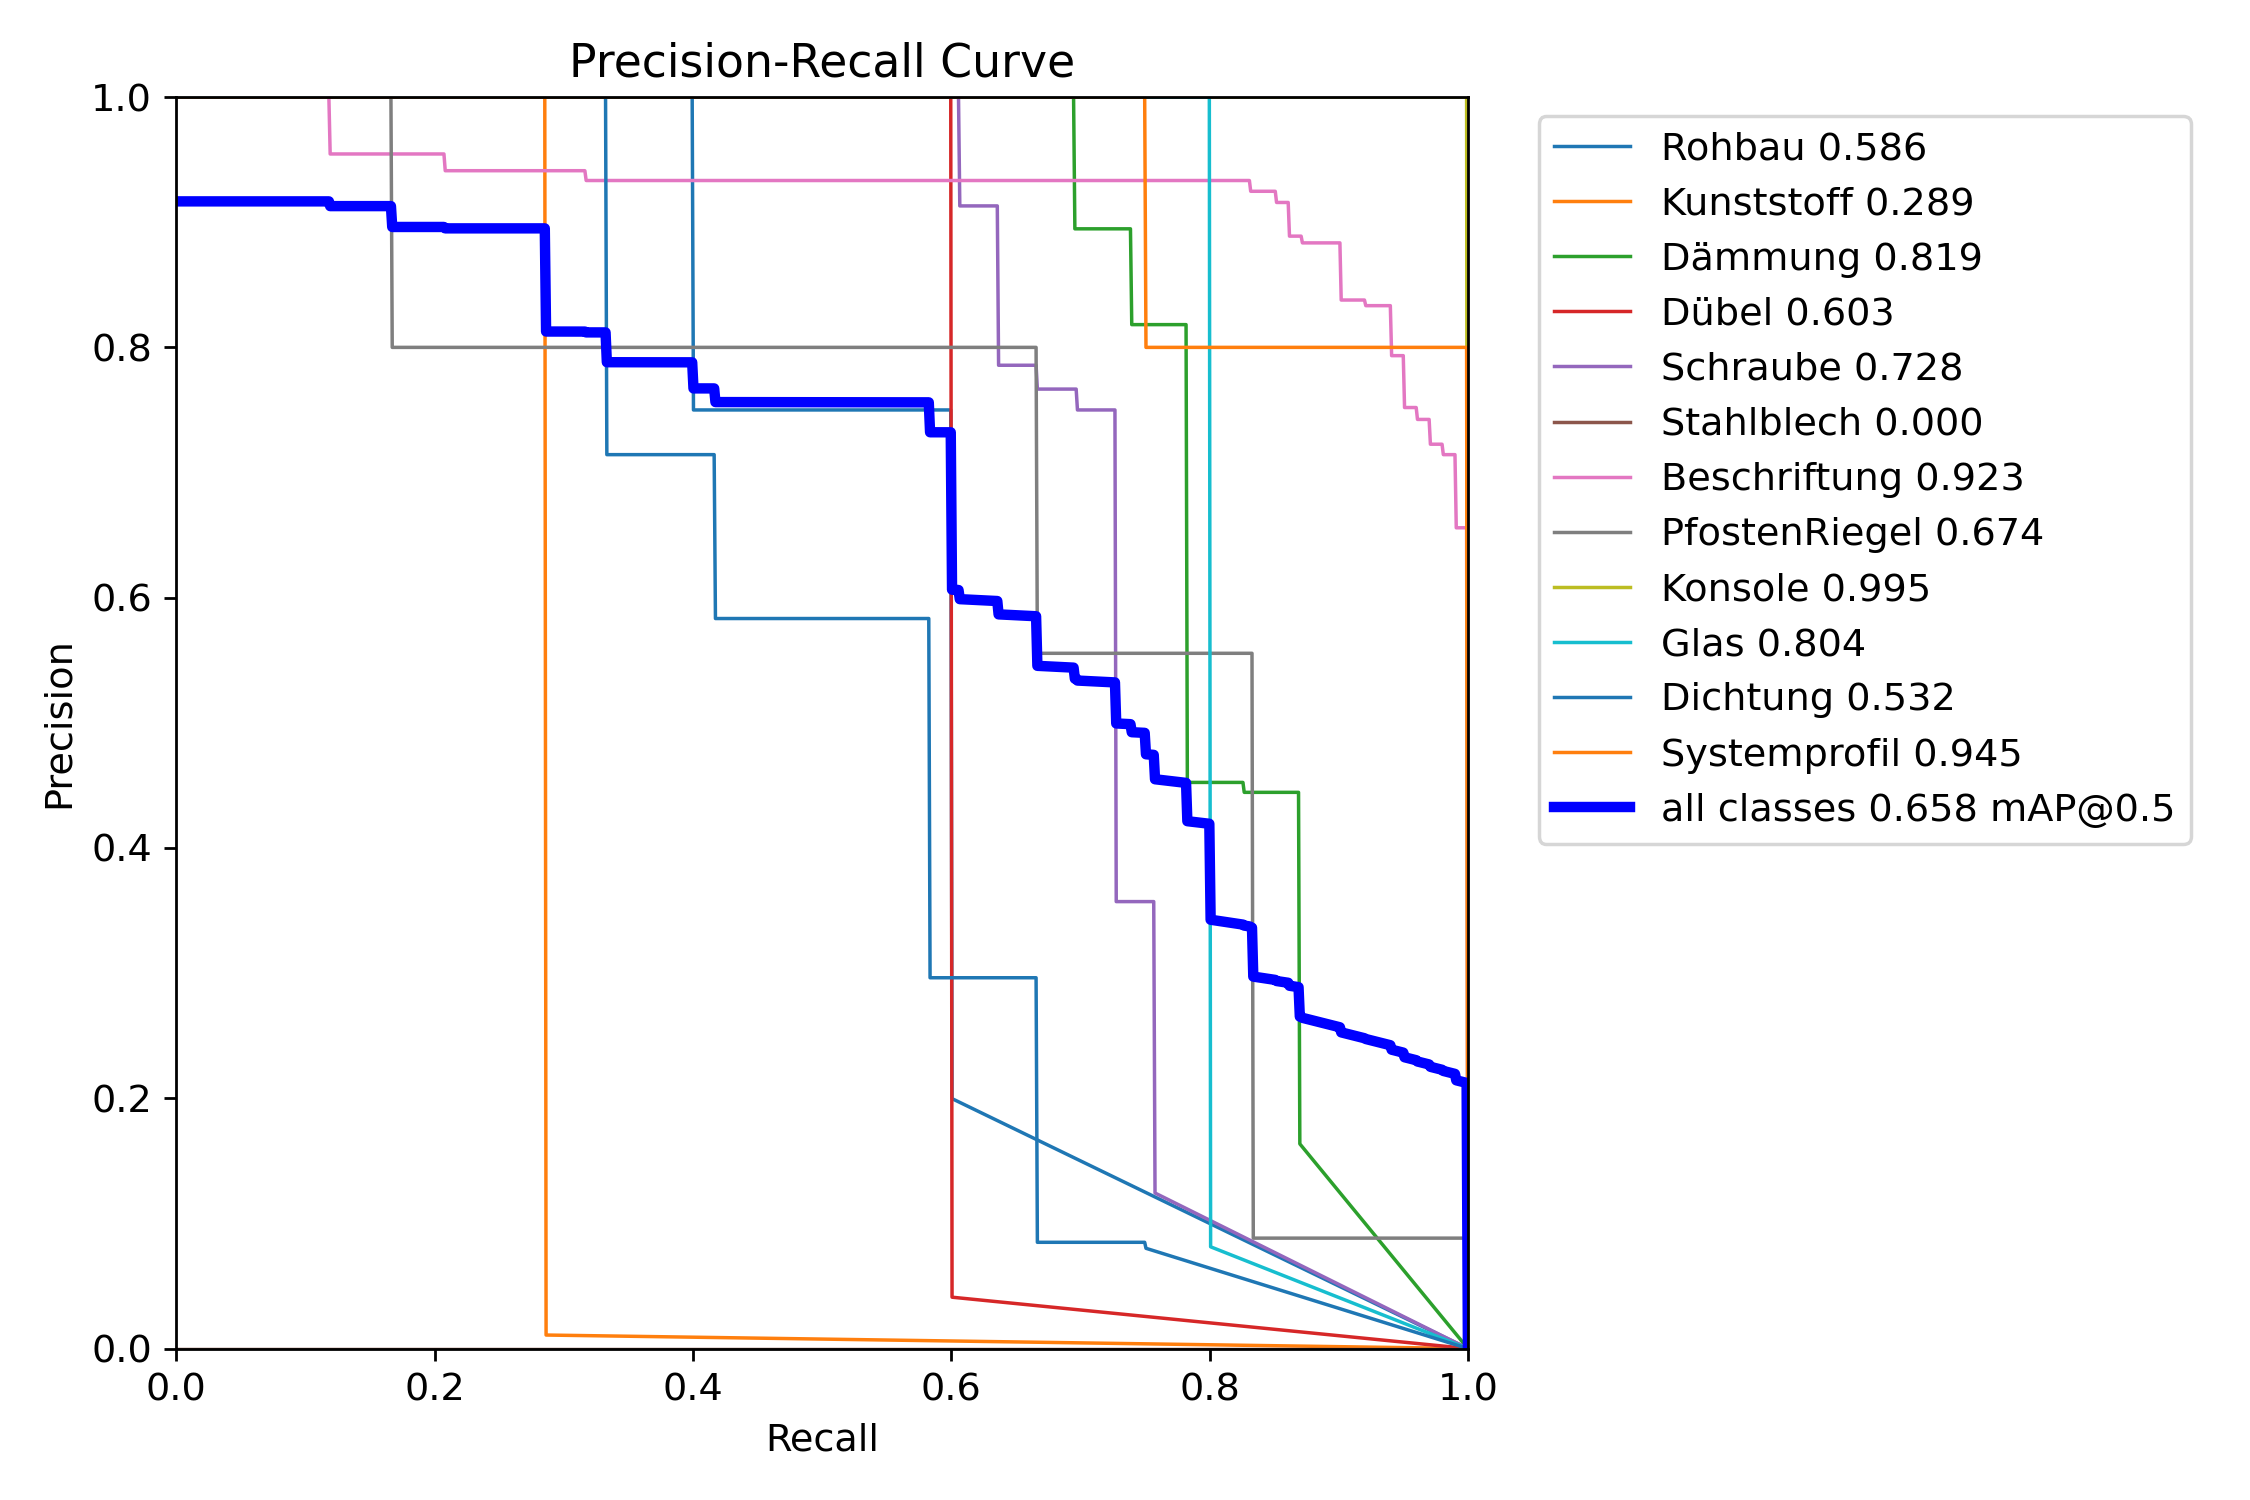 Precision-Recall Curve
1.0
0.8
0.6
0.4
0.2
0.0
Precision
0.0 0.2 0.4 0.6 0.8 1.0
Recall
Rohbau 0.586
Kunststoff 0.289
Dämmung 0.819
Dübel 0.603
Schraube 0.728
Stahlblech 0.000
Beschriftung 0.923
PfostenRiegel 0.674
Konsole 0.995
Glas 0.804
Dichtung 0.532
Systemprofil 0.945
all classes 0.658 mAP@0.5